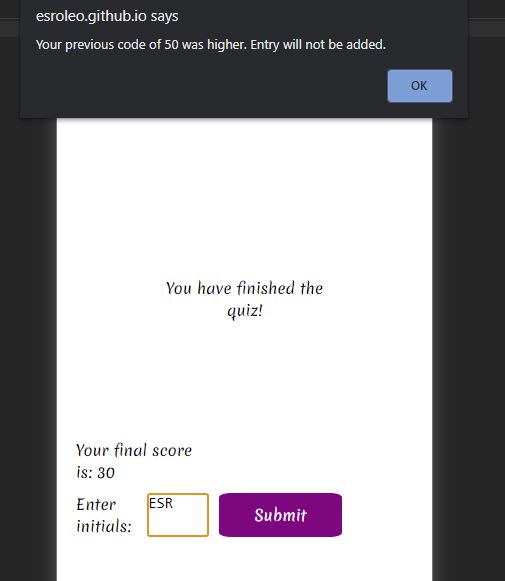 esroleo.github.io says
Your previous code of 50 was higher. Entry will not be added.
OK
You have finished the
quiz!
Your final score
is: 30
Enter
initials:
ESR
Submit